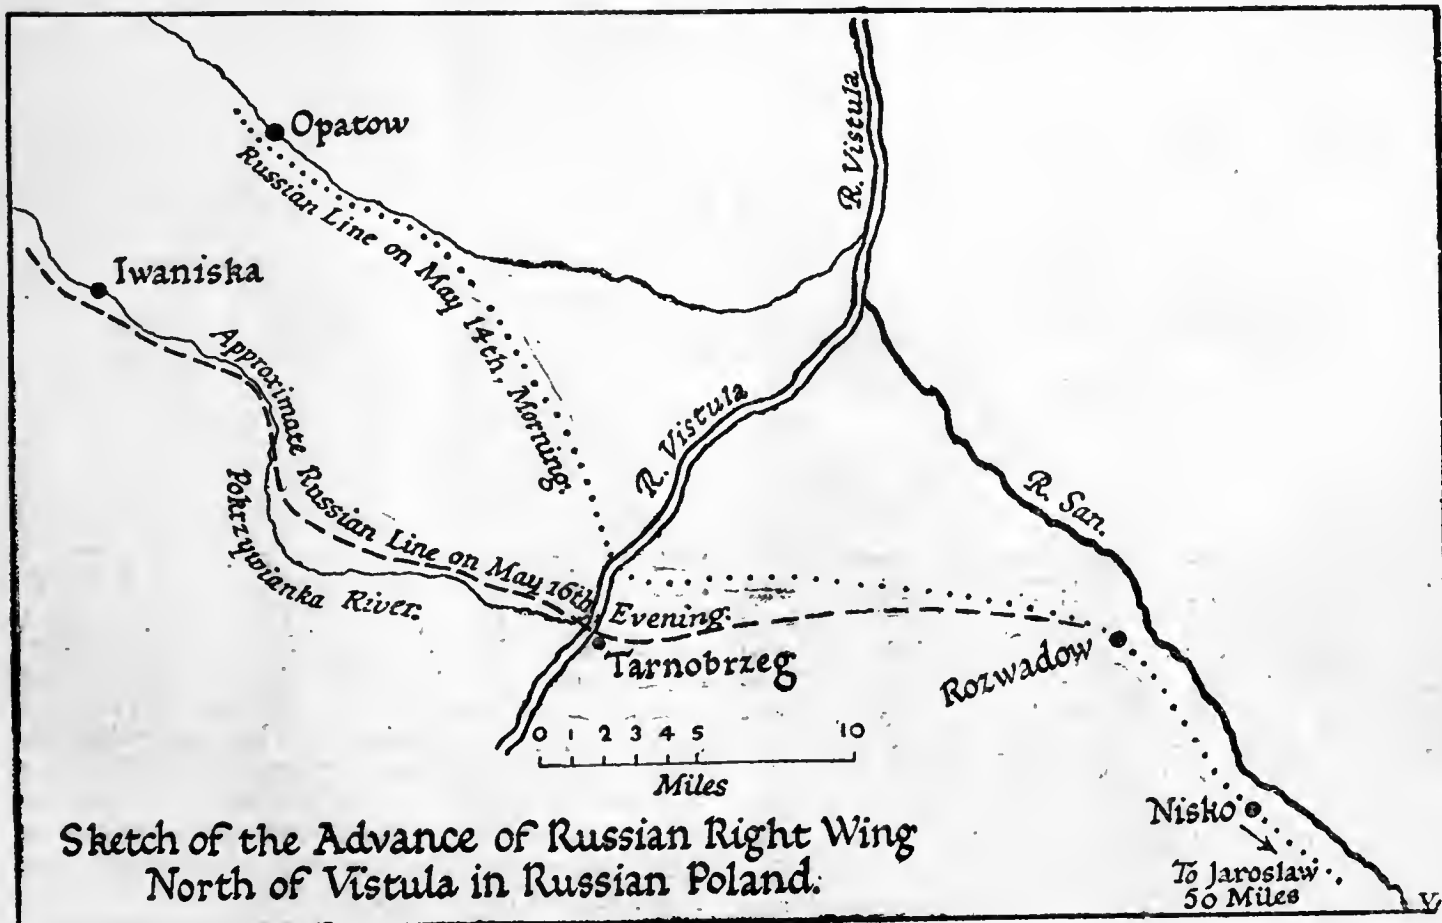 Opatow
R. Vistula
Russian Line on May 14th, Morning.
Iwaniska
Approximate Russian Line on May 16th Evening.
R. Vistula
Pokrzywianka River.
R. San.
Tarnobrzeg
Rozwadow
0 1 2 3 4 5 10
Miles
Nisko
To Jaroslaw
50 Miles
Sketch of the Advance of Russian Right Wing
North of Vistula in Russian Poland.
V